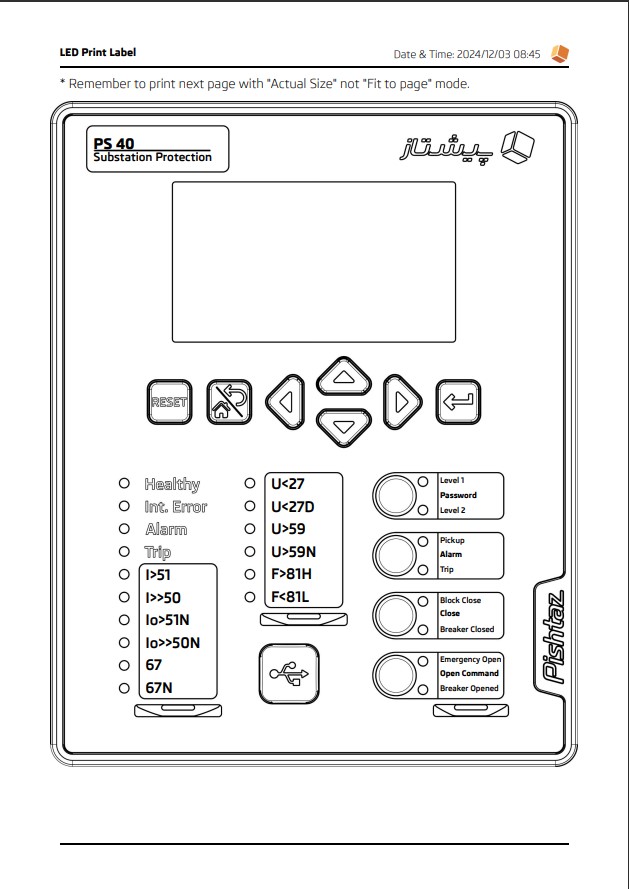 LED Print Label
Date & Time: 2024/12/03 08:45
* Remember to print next page with "Actual Size" not "Fit to page" mode.
PS 40
Substation Protection
پیشتاز
RESET
Healthy
Int. Error
Alarm
Trip
I>51
I>>50
Io>51N
Io>>50N
67
67N
U<27
U<27D
U>59
U>59N
F>81H
F<81L
Level 1
Password
Level 2
Pickup
Alarm
Trip
Block Close
Close
Breaker Closed
Emergency Open
Open Command
Breaker Opened
Pishtaz